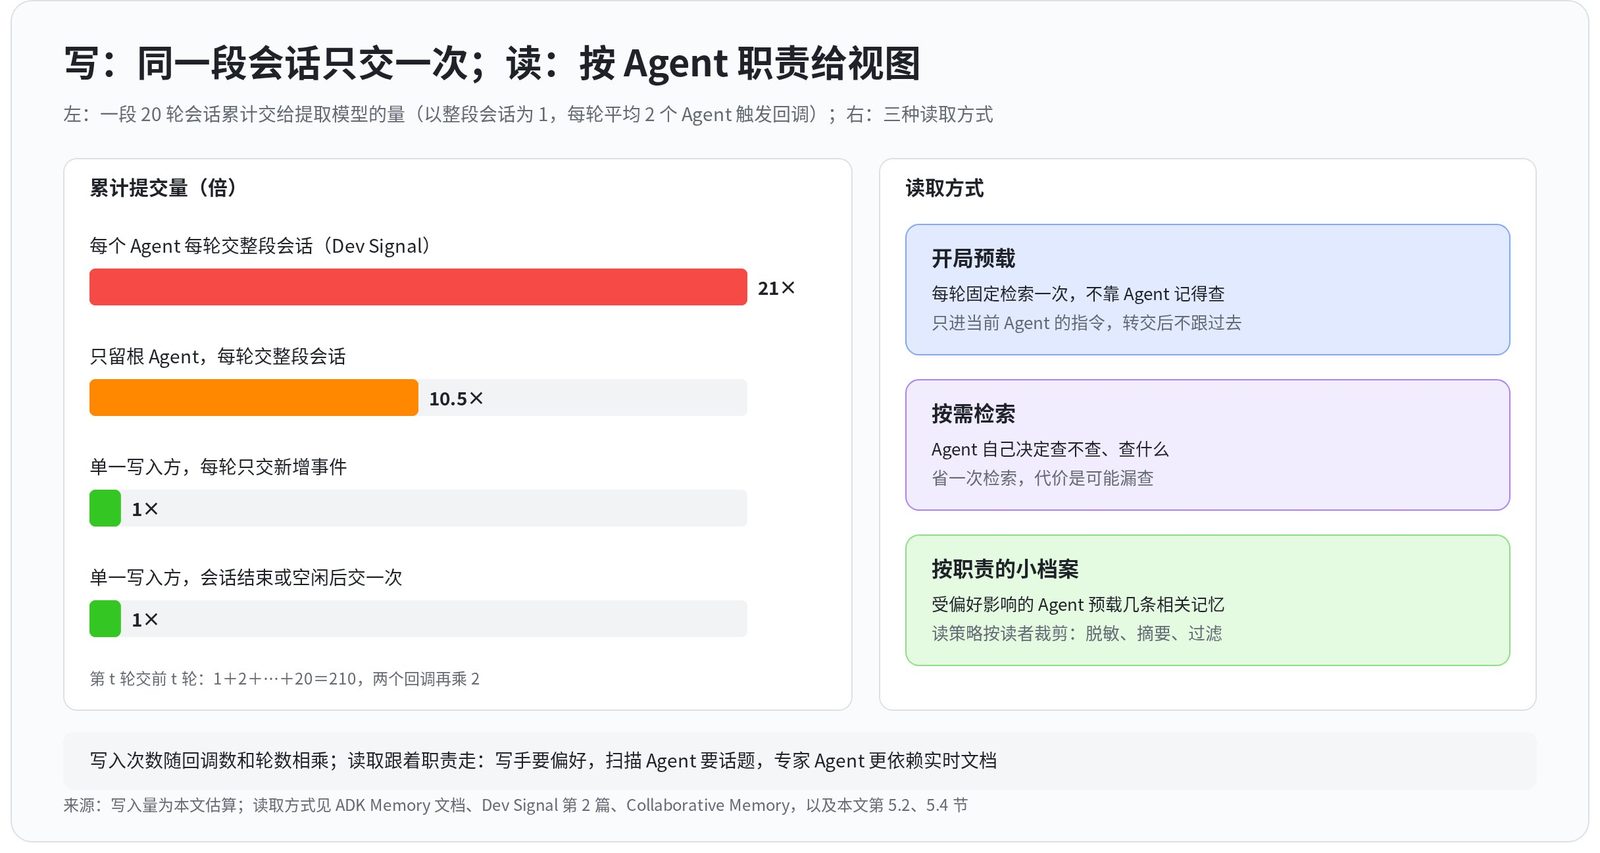 写：同一段会话只交一次；读：按 Agent 职责给视图
左：一段 20 轮会话累计交给提取模型的量（以整段会话为 1，每轮平均 2 个 Agent 触发回调）；右：三种读取方式
累计提交量（倍）
每个 Agent 每轮交整段会话（Dev Signal）
21×
只留根 Agent，每轮交整段会话
10.5×
单一写入方，每轮只交新增事件
1×
单一写入方，会话结束或空闲后交一次
1×
第 t 轮交前 t 轮：1＋2＋…＋20＝210，两个回调再乘 2
读取方式
开局预载
每轮固定检索一次，不靠 Agent 记得查
只进当前 Agent 的指令，转交后不跟过去
按需检索
Agent 自己决定查不查、查什么
省一次检索，代价是可能漏查
按职责的小档案
受偏好影响的 Agent 预载几条相关记忆
读策略按读者裁剪：脱敏、摘要、过滤
写入次数随回调数和轮数相乘；读取跟着职责走：写手要偏好，扫描 Agent 要话题，专家 Agent 更依赖实时文档
来源：写入量为本文估算；读取方式见 ADK Memory 文档、Dev Signal 第 2 篇、Collaborative Memory，以及本文第 5.2、5.4 节